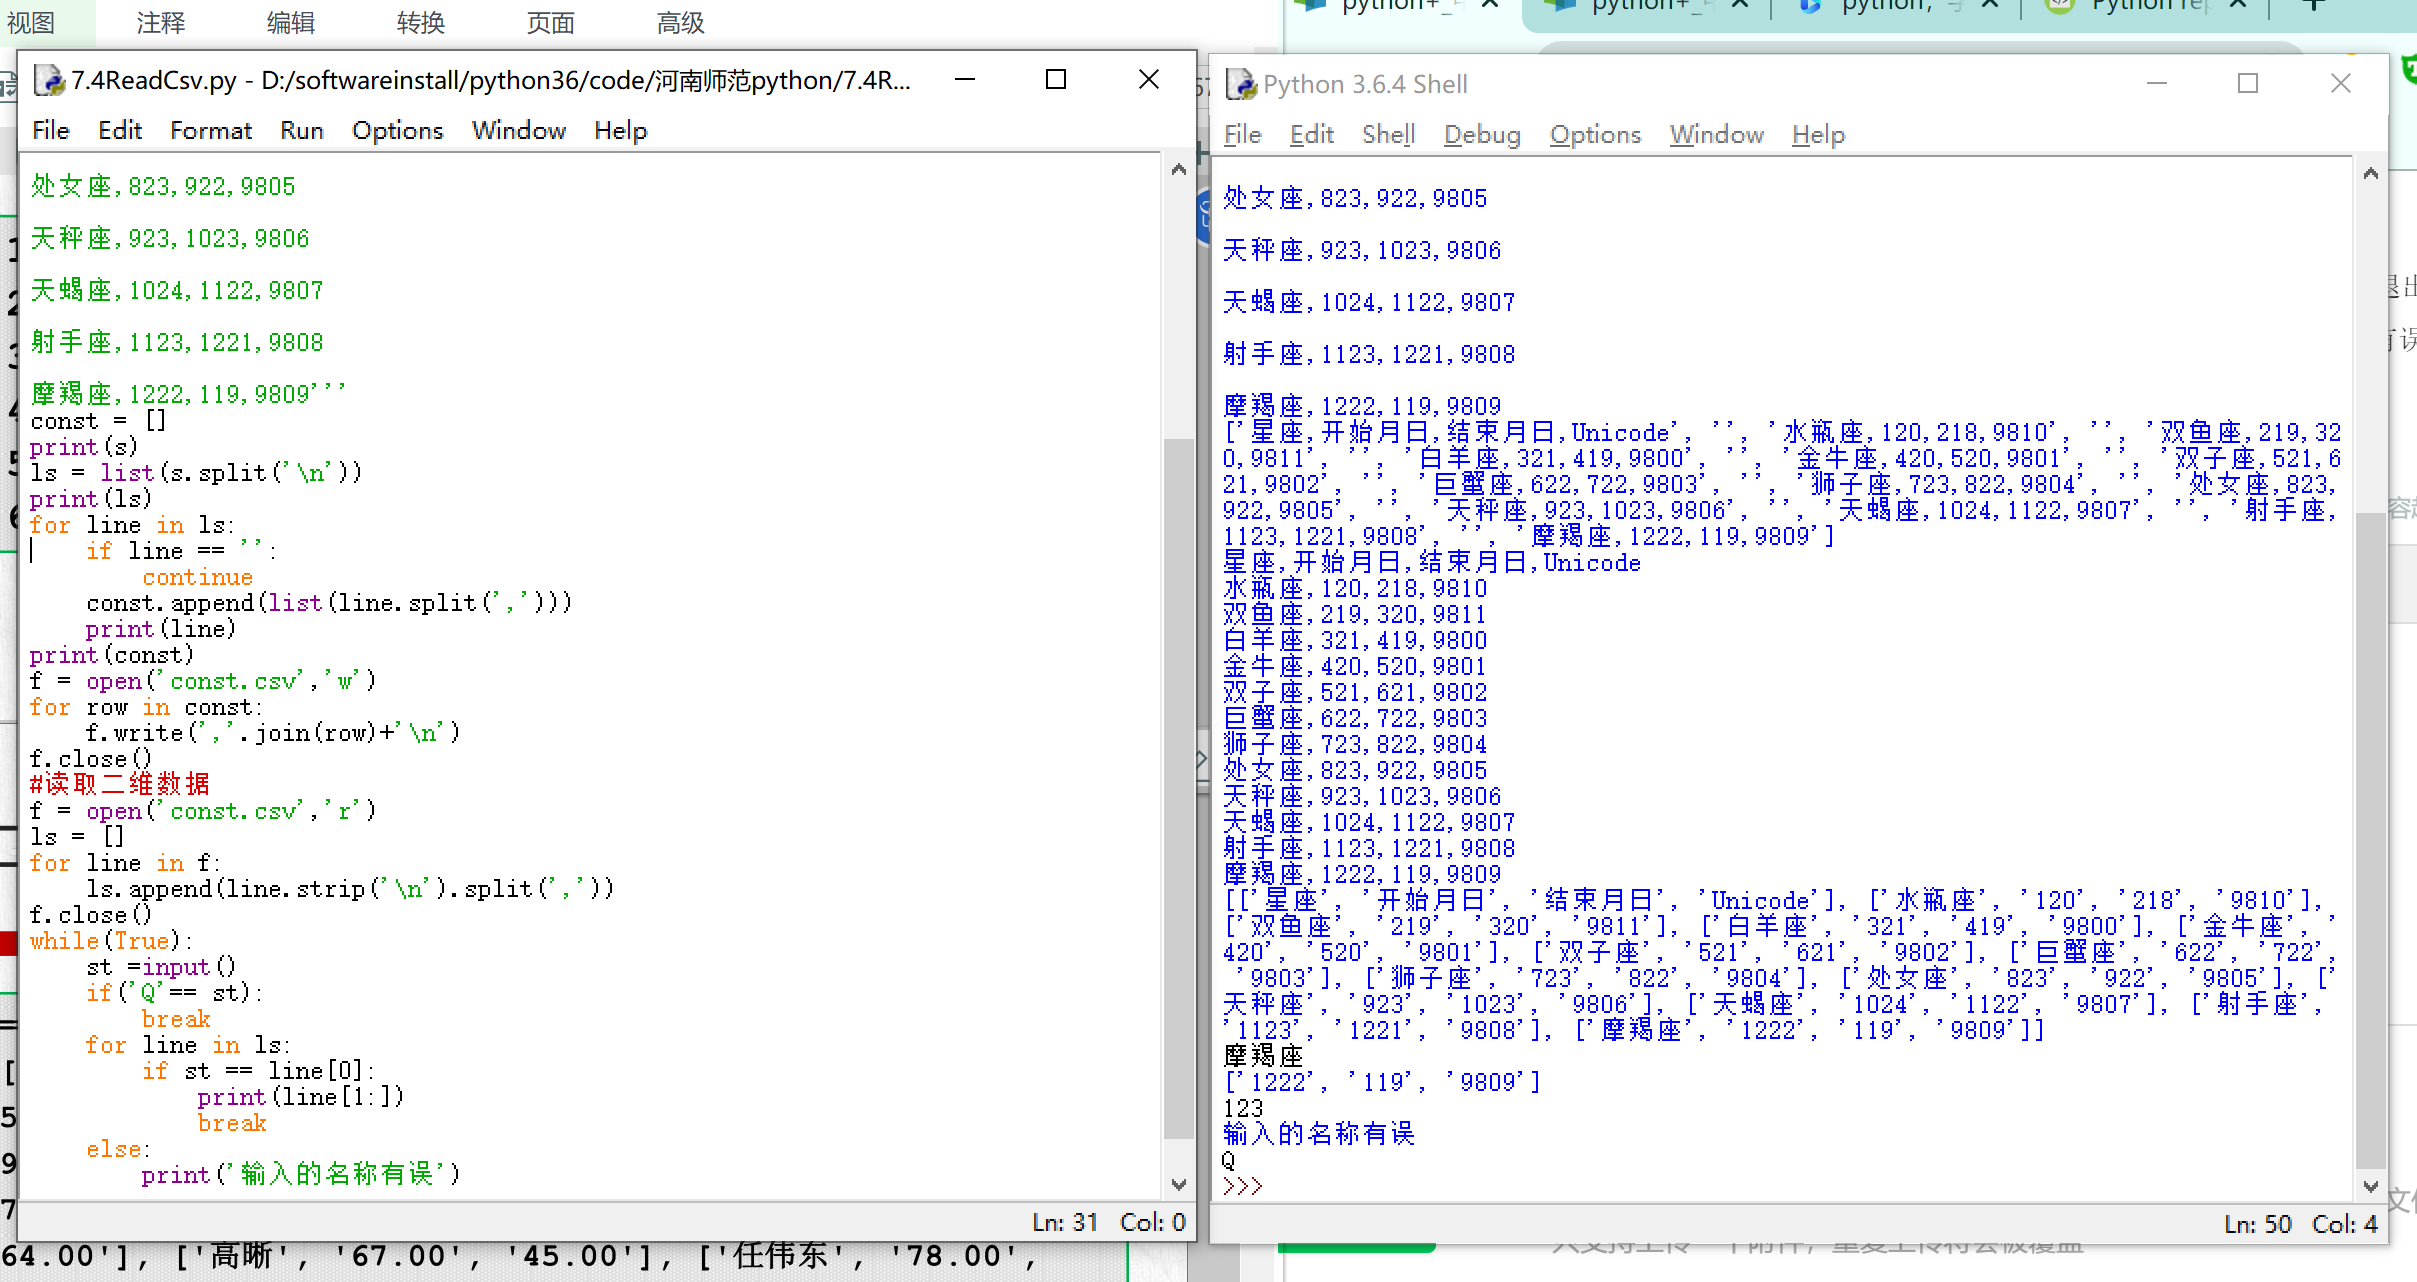 视图 注释 编辑 转换 页面 高级
7.4ReadCsv.py - D:/softwareinstall/python36/code/河南师范python/7.4R...
File Edit Format Run Options Window Help
处女座,823,922,9805
天秤座,923,1023,9806
天蝎座,1024,1122,9807
射手座,1123,1221,9808
摩羯座,1222,119,9809'''
const = []
print(s)
ls = list(s.split('\n'))
print(ls)
for line in ls:
    if line == '':
        continue
    const.append(list(line.split(',')))
    print(line)
print(const)
f = open('const.csv','w')
for row in const:
    f.write(','.join(row)+'\n')
f.close()
#读取二维数据
f = open('const.csv','r')
ls = []
for line in f:
    ls.append(line.strip('\n').split(','))
f.close()
while(True):
    st =input()
    if('Q'== st):
        break
    for line in ls:
        if st == line[0]:
            print(line[1:])
            break
    else:
        print('输入的名称有误')
Ln: 31 Col: 0
64.00'], ['高晰', '67.00', '45.00'], ['任伟东', '78.00',
Python 3.6.4 Shell
File Edit Shell Debug Options Window Help
处女座,823,922,9805
天秤座,923,1023,9806
天蝎座,1024,1122,9807
射手座,1123,1221,9808
摩羯座,1222,119,9809
['星座,开始月日,结束月日,Unicode', '', '水瓶座,120,218,9810', '', '双鱼座,219,32
0,9811', '', '白羊座,321,419,9800', '', '金牛座,420,520,9801', '', '双子座,521,6
21,9802', '', '巨蟹座,622,722,9803', '', '狮子座,723,822,9804', '', '处女座,823,
922,9805', '', '天秤座,923,1023,9806', '', '天蝎座,1024,1122,9807', '', '射手座,
1123,1221,9808', '', '摩羯座,1222,119,9809']
星座,开始月日,结束月日,Unicode
水瓶座,120,218,9810
双鱼座,219,320,9811
白羊座,321,419,9800
金牛座,420,520,9801
双子座,521,621,9802
巨蟹座,622,722,9803
狮子座,723,822,9804
处女座,823,922,9805
天秤座,923,1023,9806
天蝎座,1024,1122,9807
射手座,1123,1221,9808
摩羯座,1222,119,9809
[['星座', '开始月日', '结束月日', 'Unicode'], ['水瓶座', '120', '218', '9810'],
['双鱼座', '219', '320', '9811'], ['白羊座', '321', '419', '9800'], ['金牛座', '
420', '520', '9801'], ['双子座', '521', '621', '9802'], ['巨蟹座', '622', '722',
'9803'], ['狮子座', '723', '822', '9804'], ['处女座', '823', '922', '9805'], ['
天秤座', '923', '1023', '9806'], ['天蝎座', '1024', '1122', '9807'], ['射手座',
'1123', '1221', '9808'], ['摩羯座', '1222', '119', '9809']]
摩羯座
['1222', '119', '9809']
123
输入的名称有误
Q
>>>
Ln: 50 Col: 4